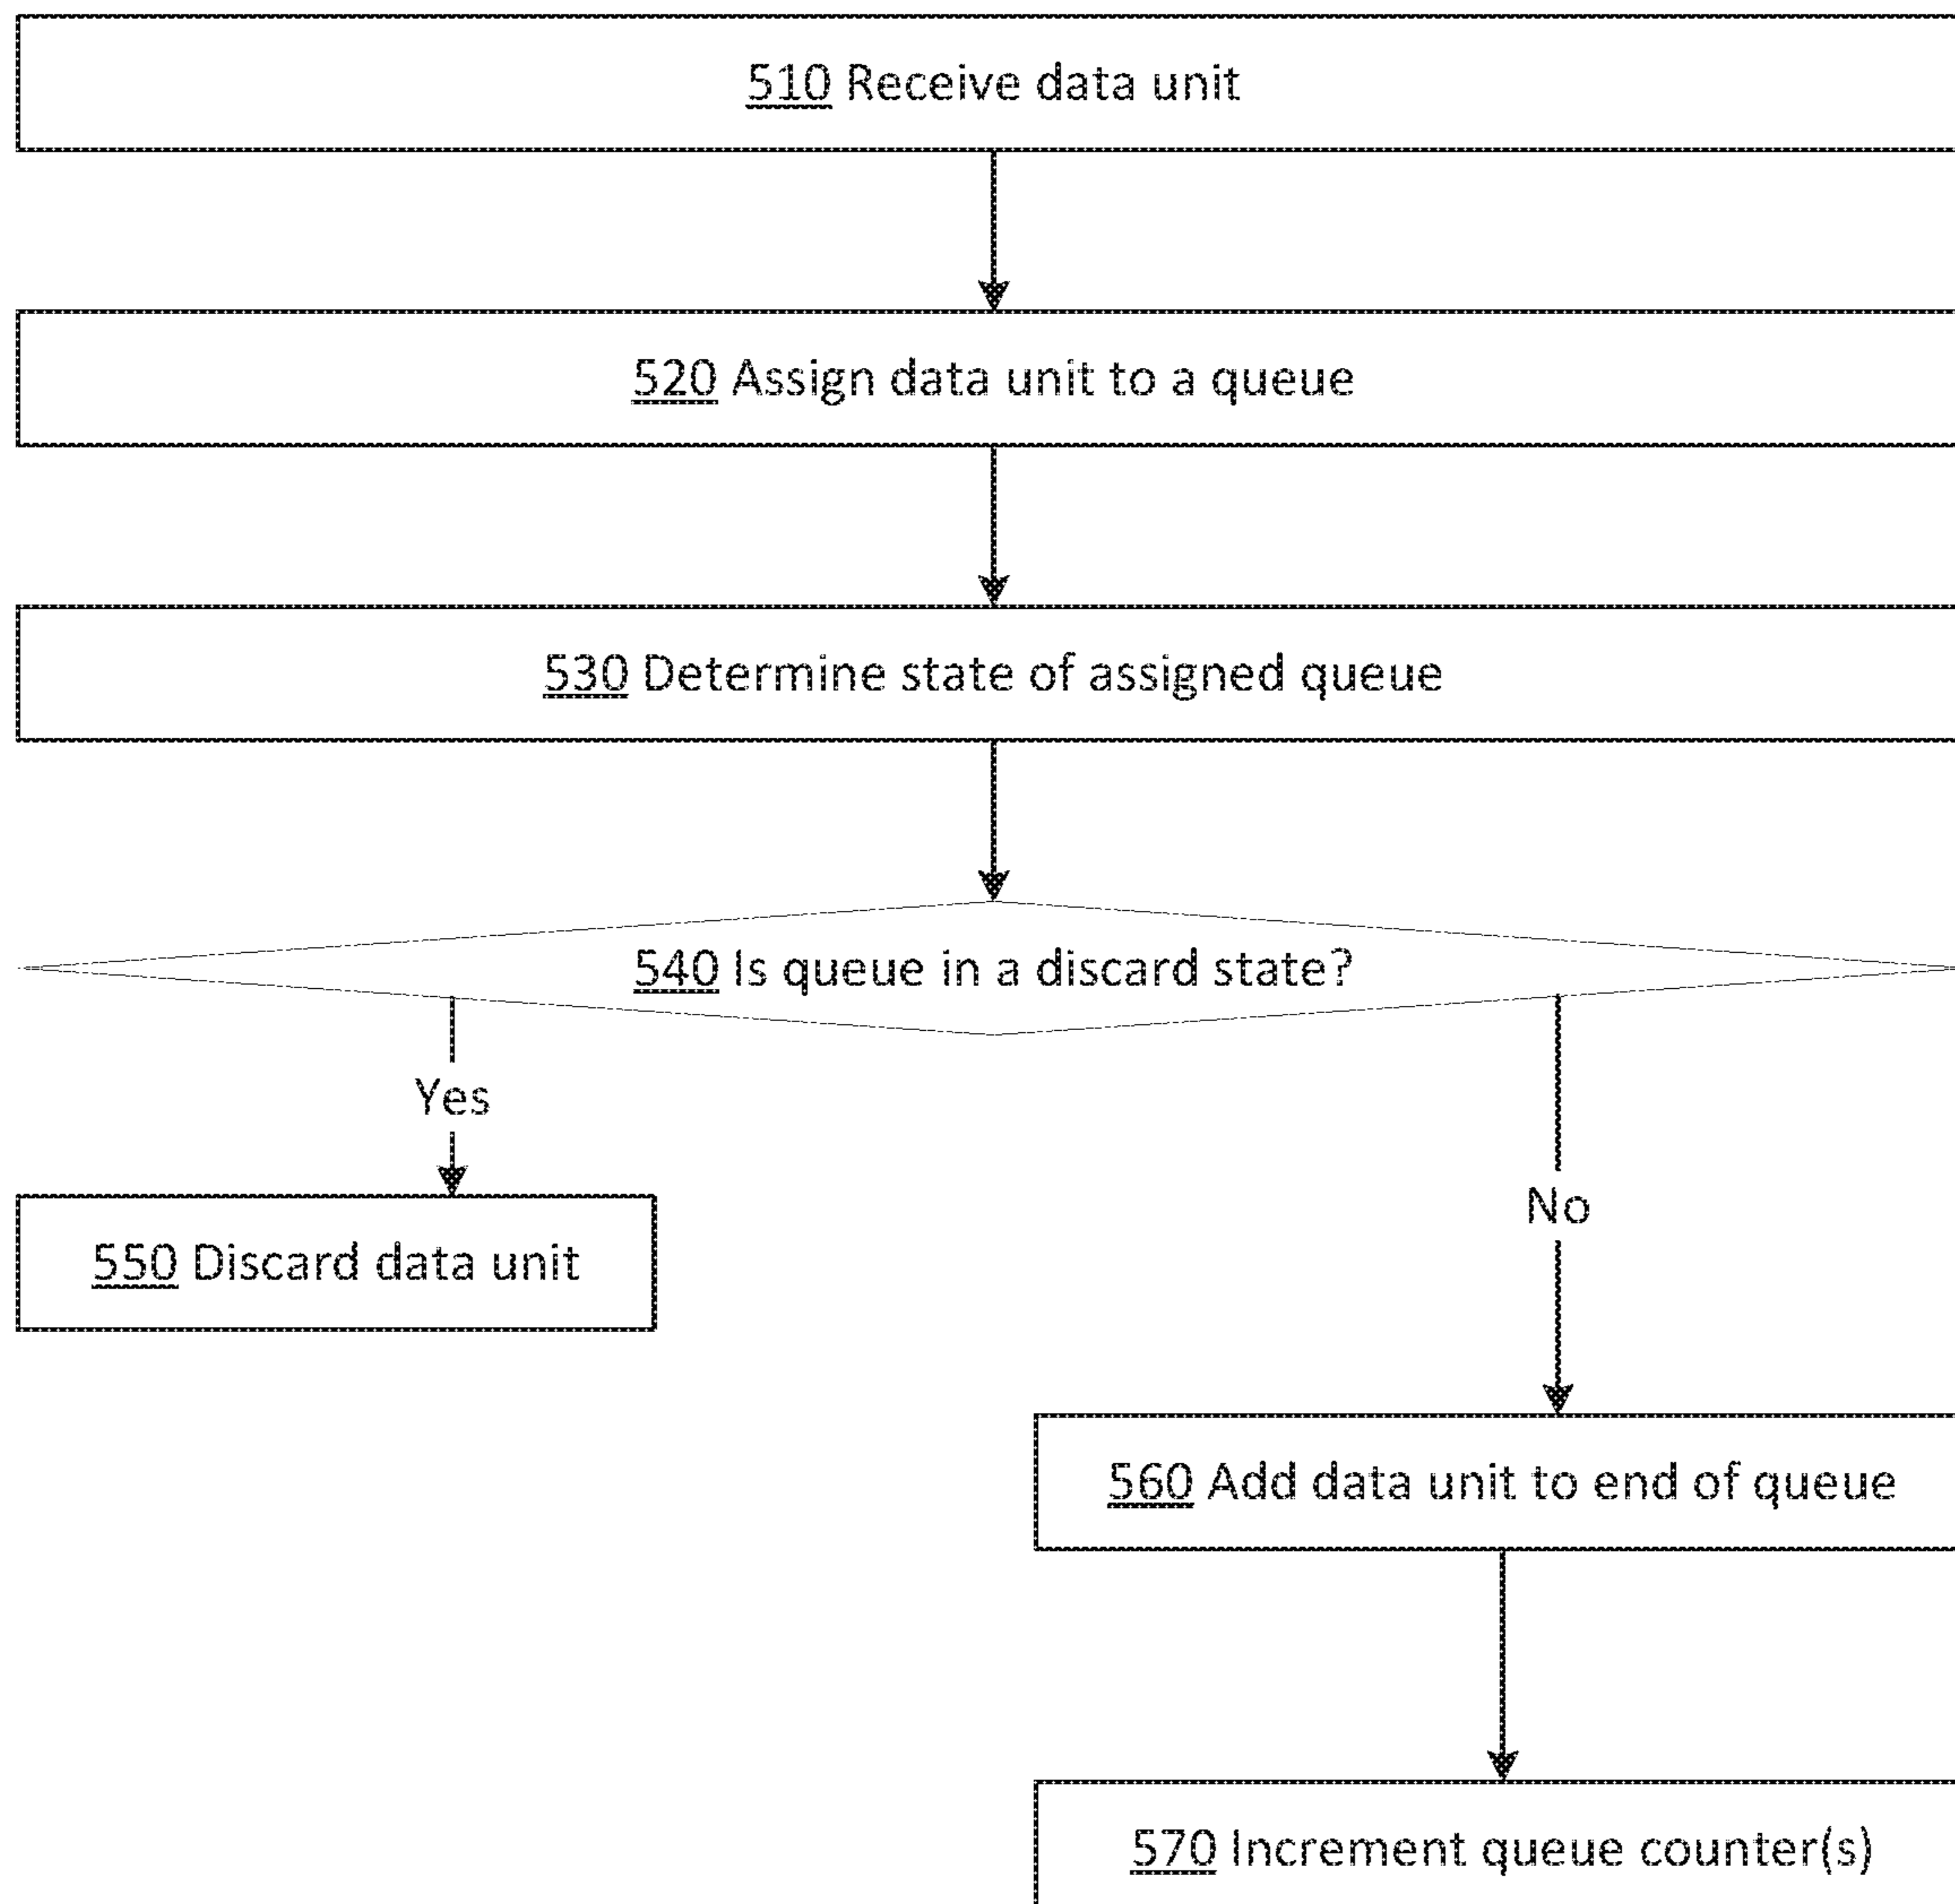 510 Receive data unit
520 Assign data unit to a queue
530 Determine state of assigned queue
540 Is queue in a discard state?
Yes
No
550 Discard data unit
560 Add data unit to end of queue
570 Increment queue counter(s)